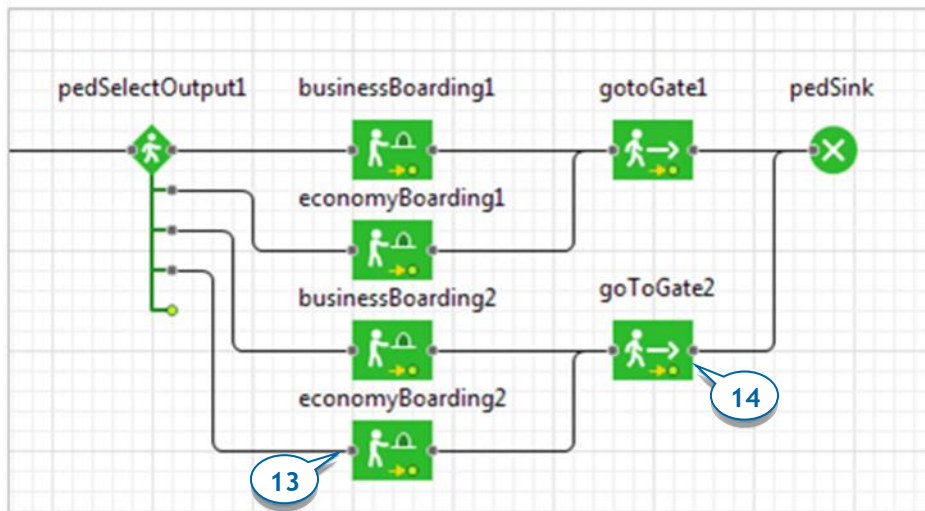 pedSelectOutput1 businessBoarding1 gotoGate1 pedSink
economyBoarding1
businessBoarding2 goToGate2
economyBoarding2
14
13